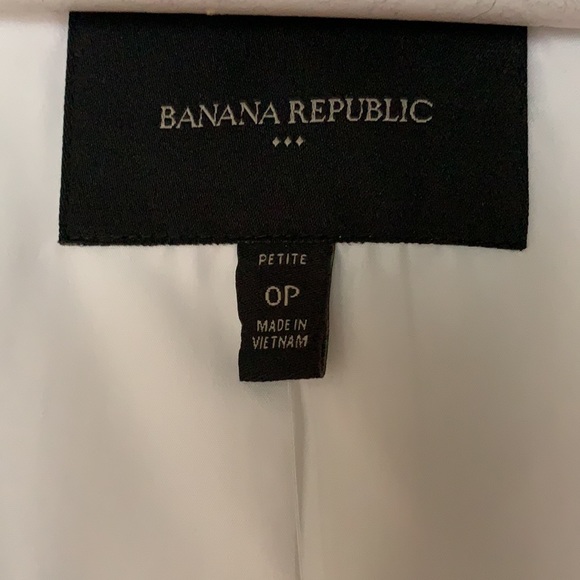 BANANA REPUBLIC
PETITE
0P
MADE IN
VIETNAM